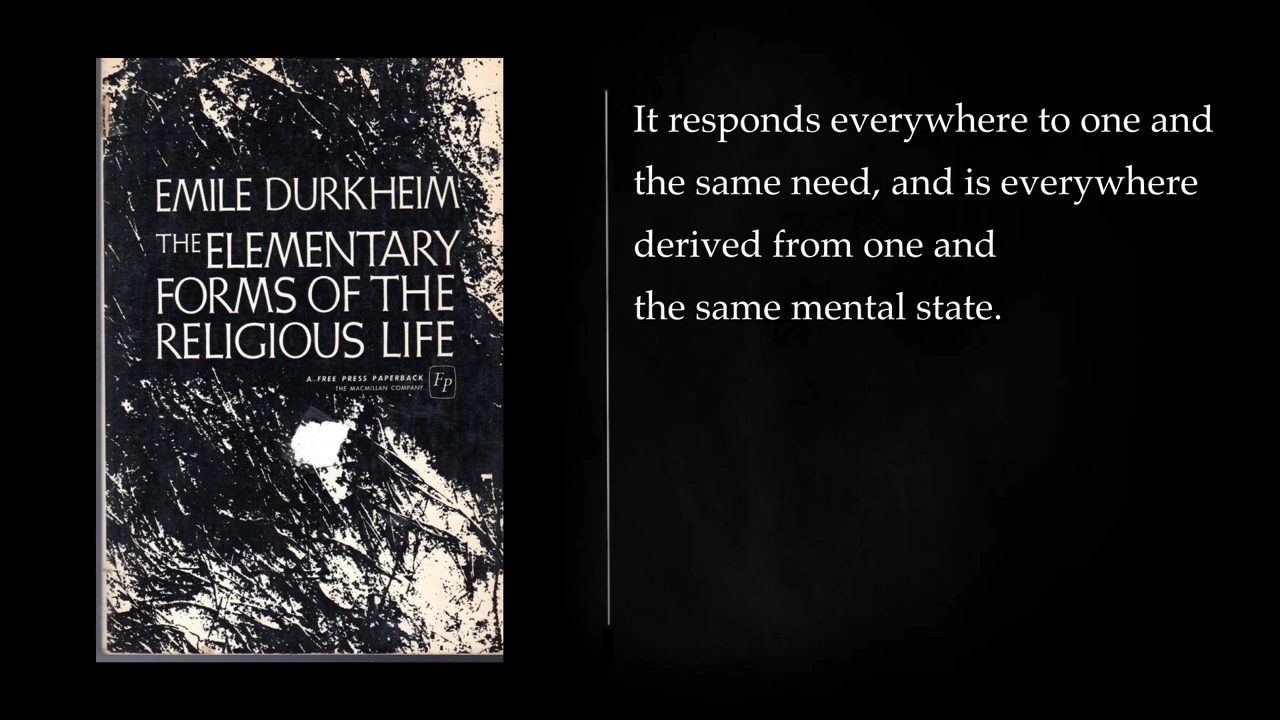 EMILE DURKHEIM
THE ELEMENTARY
FORMS OF THE
RELIGIOUS LIFE
A FREE PRESS PAPERBACK
THE MACMILLAN COMPANY
FP
It responds everywhere to one and
the same need, and is everywhere
derived from one and
the same mental state.